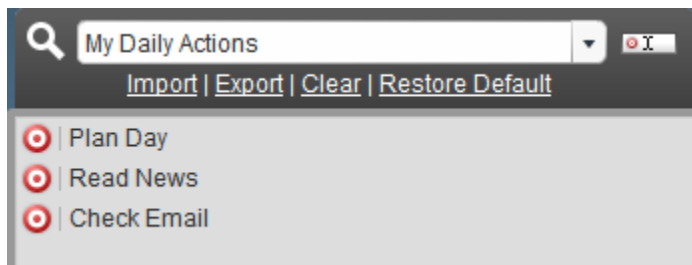 My Daily Actions
Import | Export | Clear | Restore Default
Plan Day
Read News
Check Email